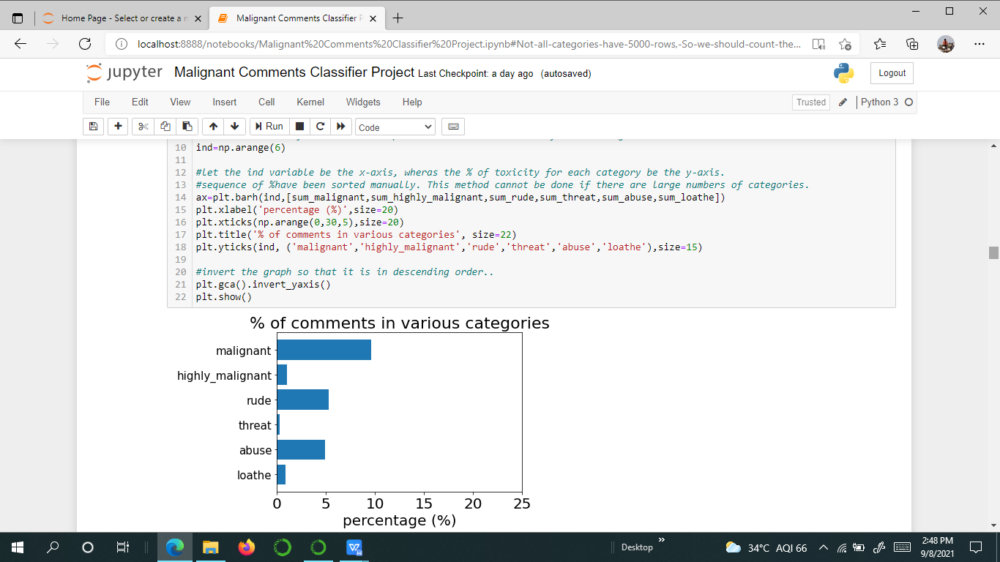 Home Page - Select or create a n
Malignant Comments Classifier P
localhost:8888/notebooks/Malignant%20Comments%20Classifier%20Project.ipynb#Not-all-categories-have-5000-rows,-So-we-should-count-the...
jupyter Malignant Comments Classifier Project Last Checkpoint: a day ago (autosaved)
Logout
File Edit View Insert Cell Kernel Widgets Help
Trusted Python 3
Run Code
10 ind=np.arange(6)
11
12 #let the ind variable be the x-axis, wheras the % of toxicity for each category be the y-axis.
13 #sequence of %have been sorted manually. This method cannot be done if there are large numbers of categories.
14 ax=plt.barh(ind,[sum_malignant,sum_highly_malignant,sum_rude,sum_threat,sum_abuse,sum_loathe])
15 plt.xlabel('percentage (%)',size=20)
16 plt.xticks(np.arange(0,30,5),size=20)
17 plt.title('% of comments in various categories', size=22)
18 plt.yticks(ind, ('malignant','highly_malignant','rude','threat','abuse','loathe'),size=15)
19
20 #invert the graph so that it is in descending order..
21 plt.gca().invert_yaxis()
22 plt.show()
% of comments in various categories
malignant
highly_malignant
rude
threat
abuse
loathe
0 5 10 15 20 25
percentage (%)
Desktop
34°C AQI 66
2:48 PM
9/8/2021